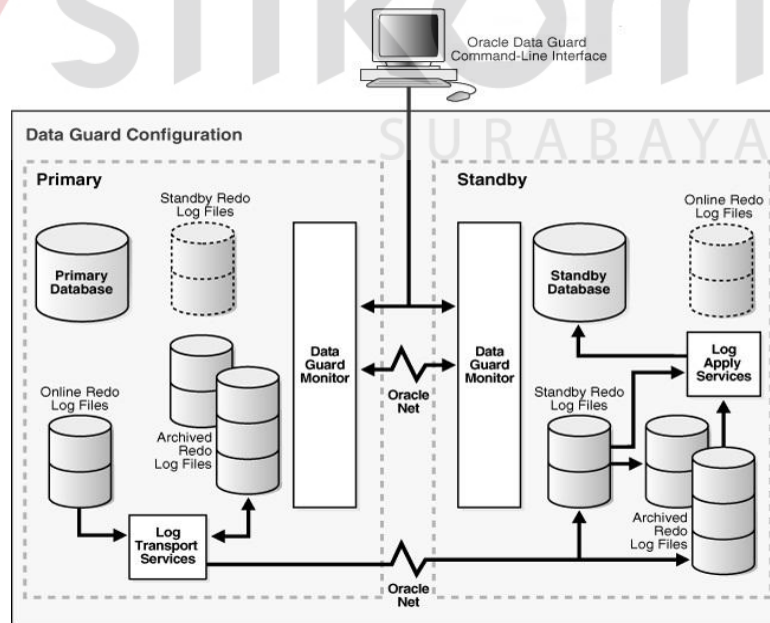 SURABAYA
Oracle Data Guard
Command-Line Interface
Data Guard Configuration
Primary
Standby Redo
Log Files
Primary
Database
Online Redo
Log Files
Archived
Redo
Log Files
Data
Guard
Monitor
Log
Transport
Services
Oracle
Net
Oracle
Net
Standby
Data
Guard
Monitor
Standby
Database
Online Redo
Log Files
Log
Apply
Services
Standby Redo
Log Files
Archived
Redo
Log Files